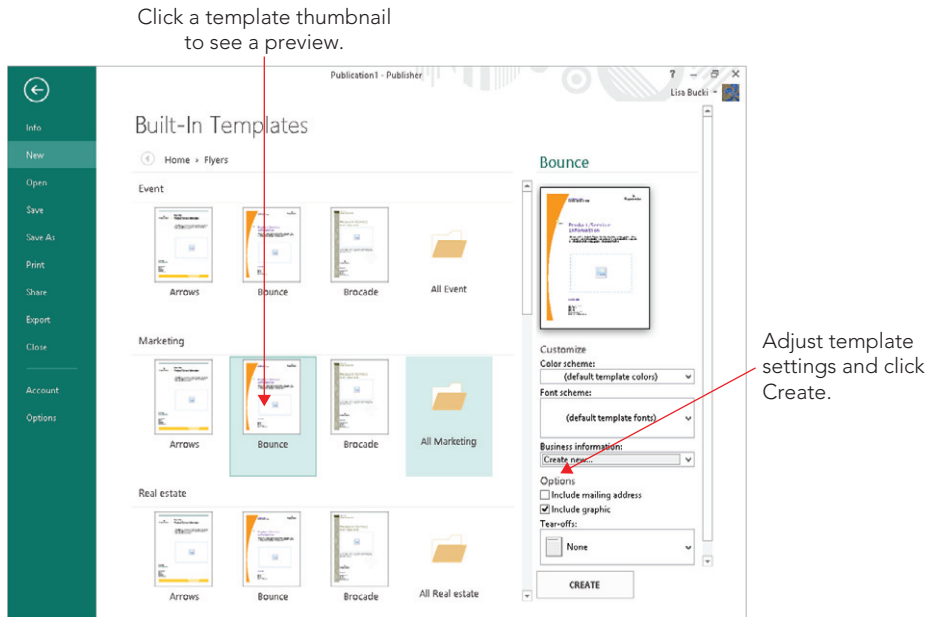 Click a template thumbnail
to see a preview.
Publication1 - Publisher
?
Lisa Bucki
Info
New
Open
Save
Save As
Print
Share
Export
Close
Account
Options
Built-In Templates
Home > Flyers
Event
Arrows
Bounce
Brocade
All Event
Marketing
Arrows
Bounce
Brocade
All Marketing
Real estate
Arrows
Bounce
Brocade
All Real estate
Bounce
Product/Service
Information
Customize
Color scheme:
(default template colors)
Font scheme:
(default template fonts)
Business information:
Create new...
Options
Include mailing address
Include graphic
Tear-offs:
None
CREATE
Adjust template
settings and click
Create.